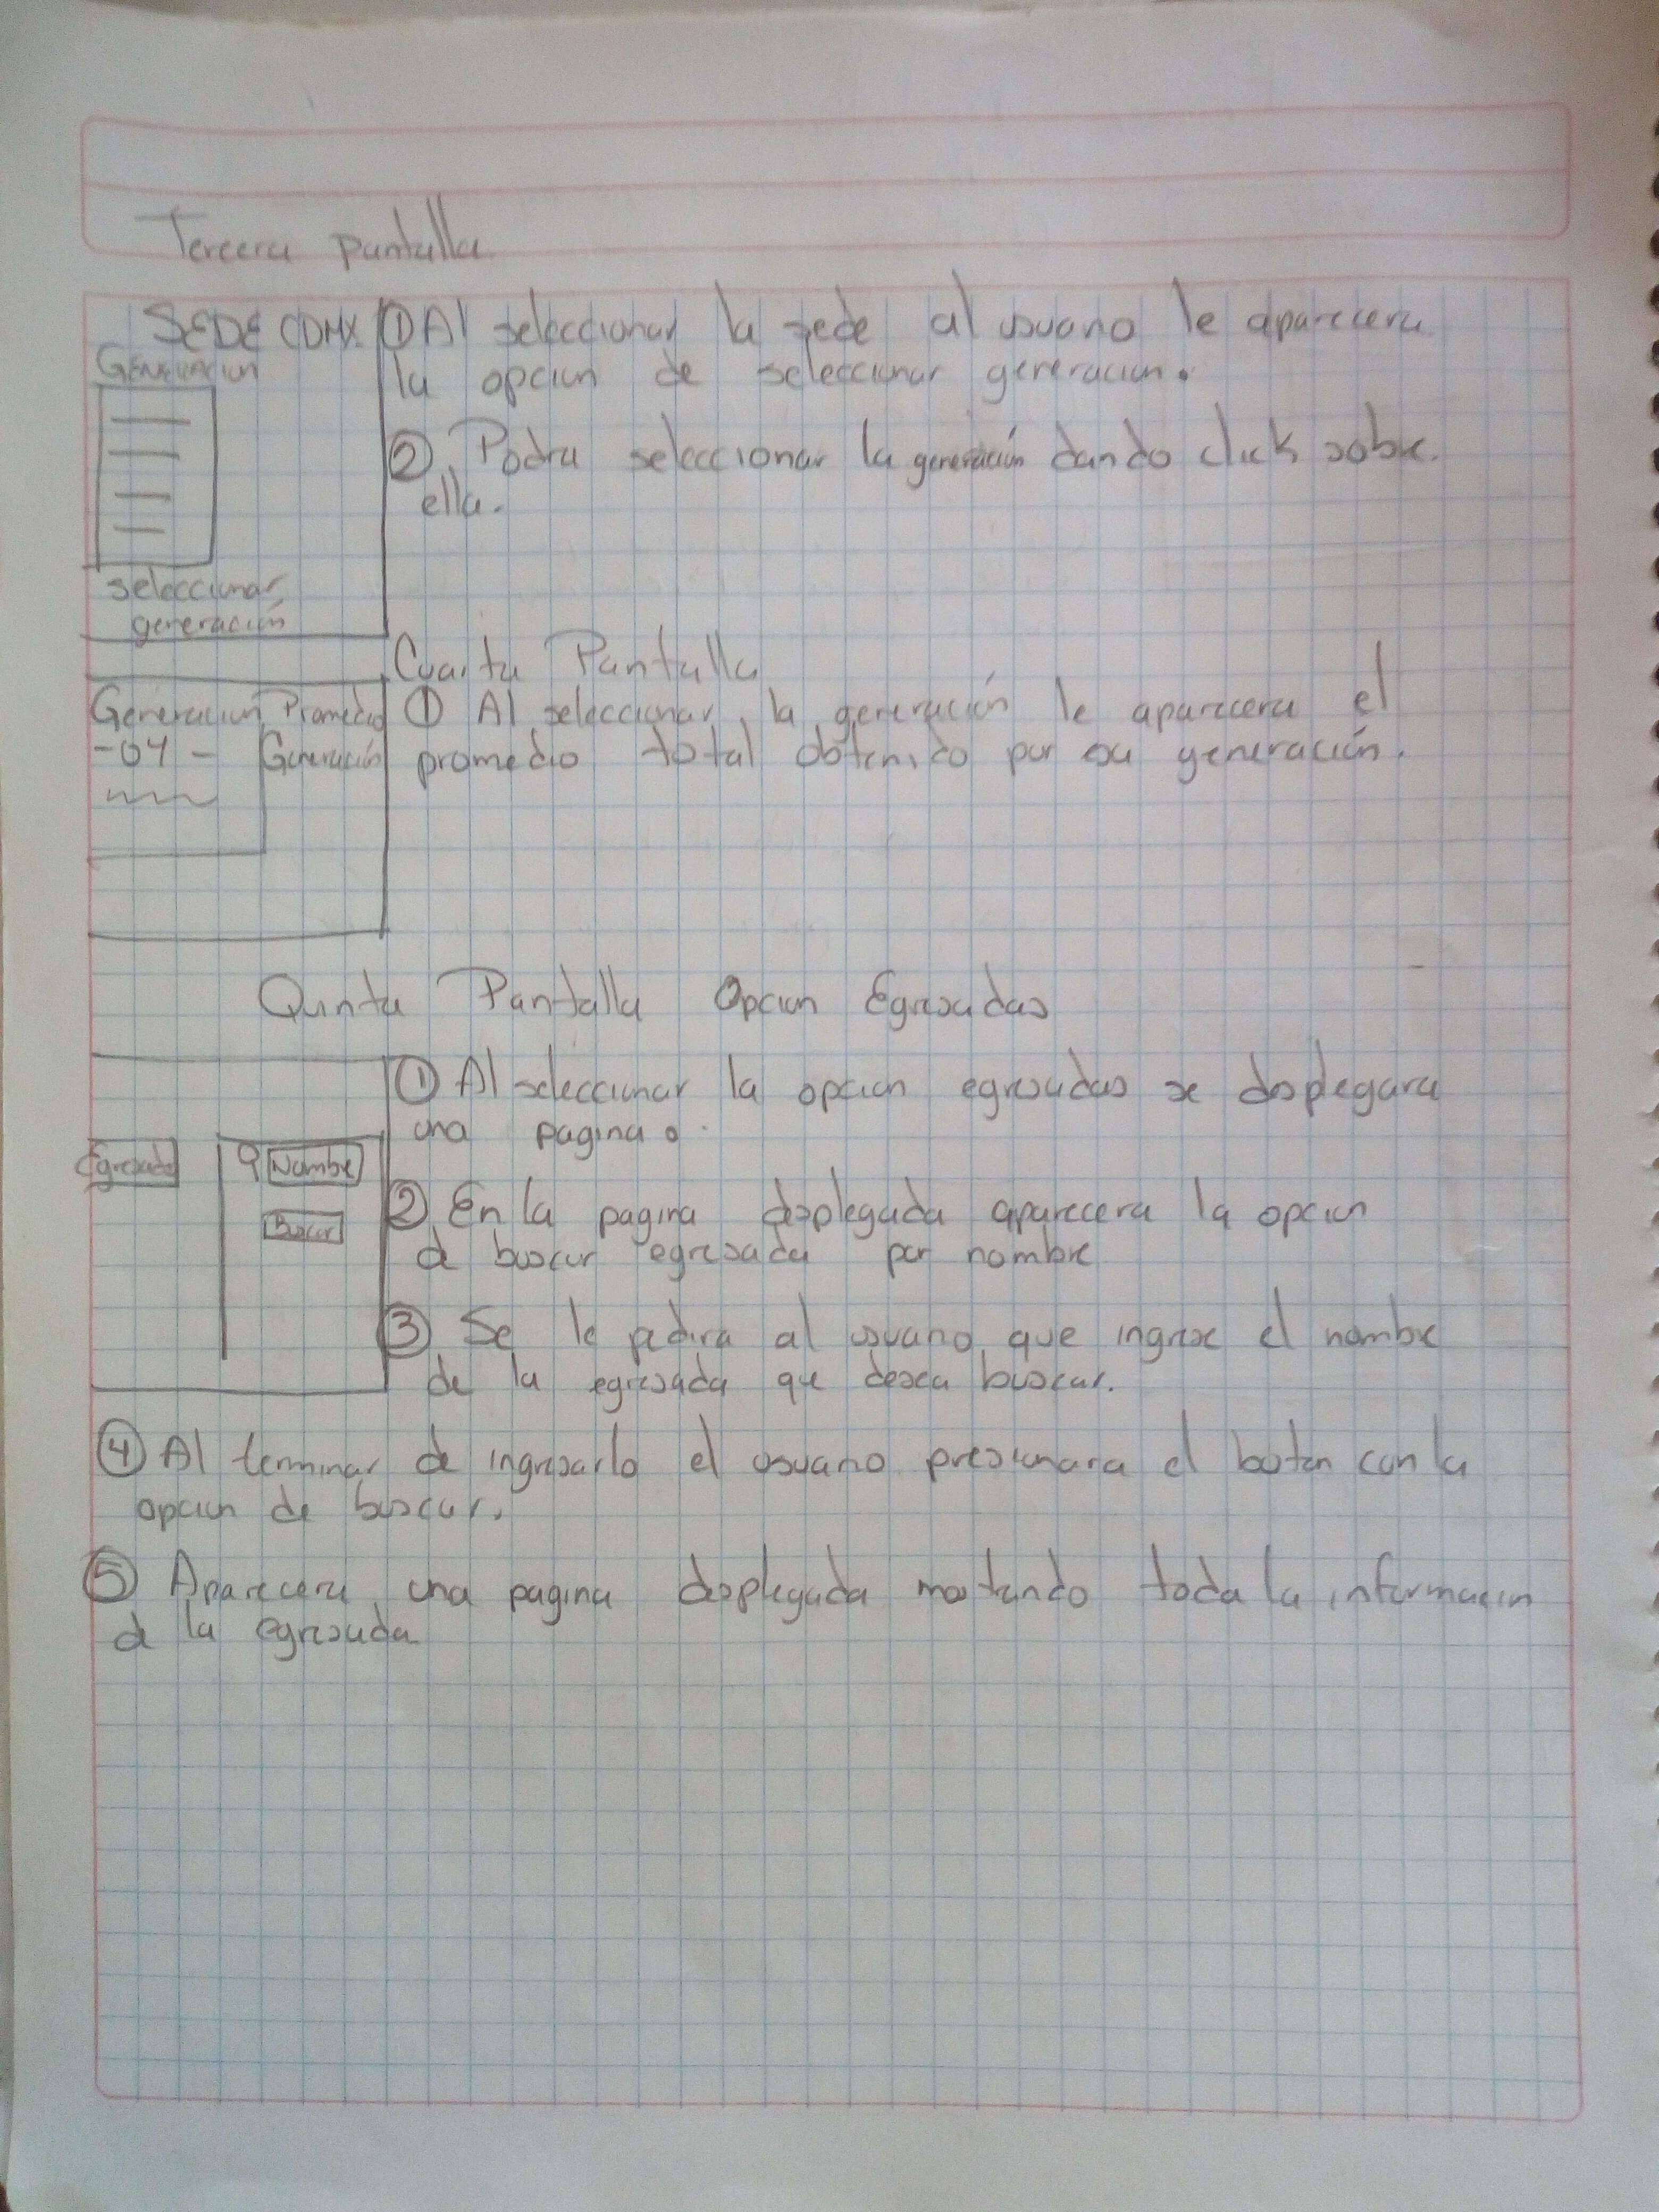 Tercera Pantalla
SEDE CDMX
Generacion
seleccionar
generación
① Al seleccionar la sede al usuario le aparecera
la opcion de seleccionar generacion.
② Podra seleccionar la generación dando click sobre
ella.
Cuarta Pantalla
Generacion
-04-
Promedio
Generación
① Al seleccionar la generación le aparecera el
promedio total obtenido por esa generación.
Quinta Pantalla Opcion Egresadas
Nombre
Buscar
① Al seleccionar la opcion egresadas se desplegara
una pagina.
② En la pagina desplegada aparecera la opcion
de buscar egresada por nombre
③ Se le pedira al usuario que ingrese el nombre
de la egresada que desea buscar.
④ Al terminar de ingresarlo el usuario presionara el boton con la
opcion de buscar.
⑤ Aparecera una pagina desplegada mostando toda la informacion
de la egresada